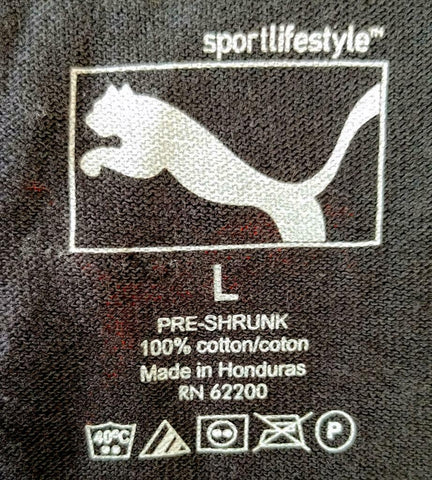 sportlifestyle™
L
PRE-SHRUNK
100% cotton/coton
Made in Honduras
RN 62200
40°C P